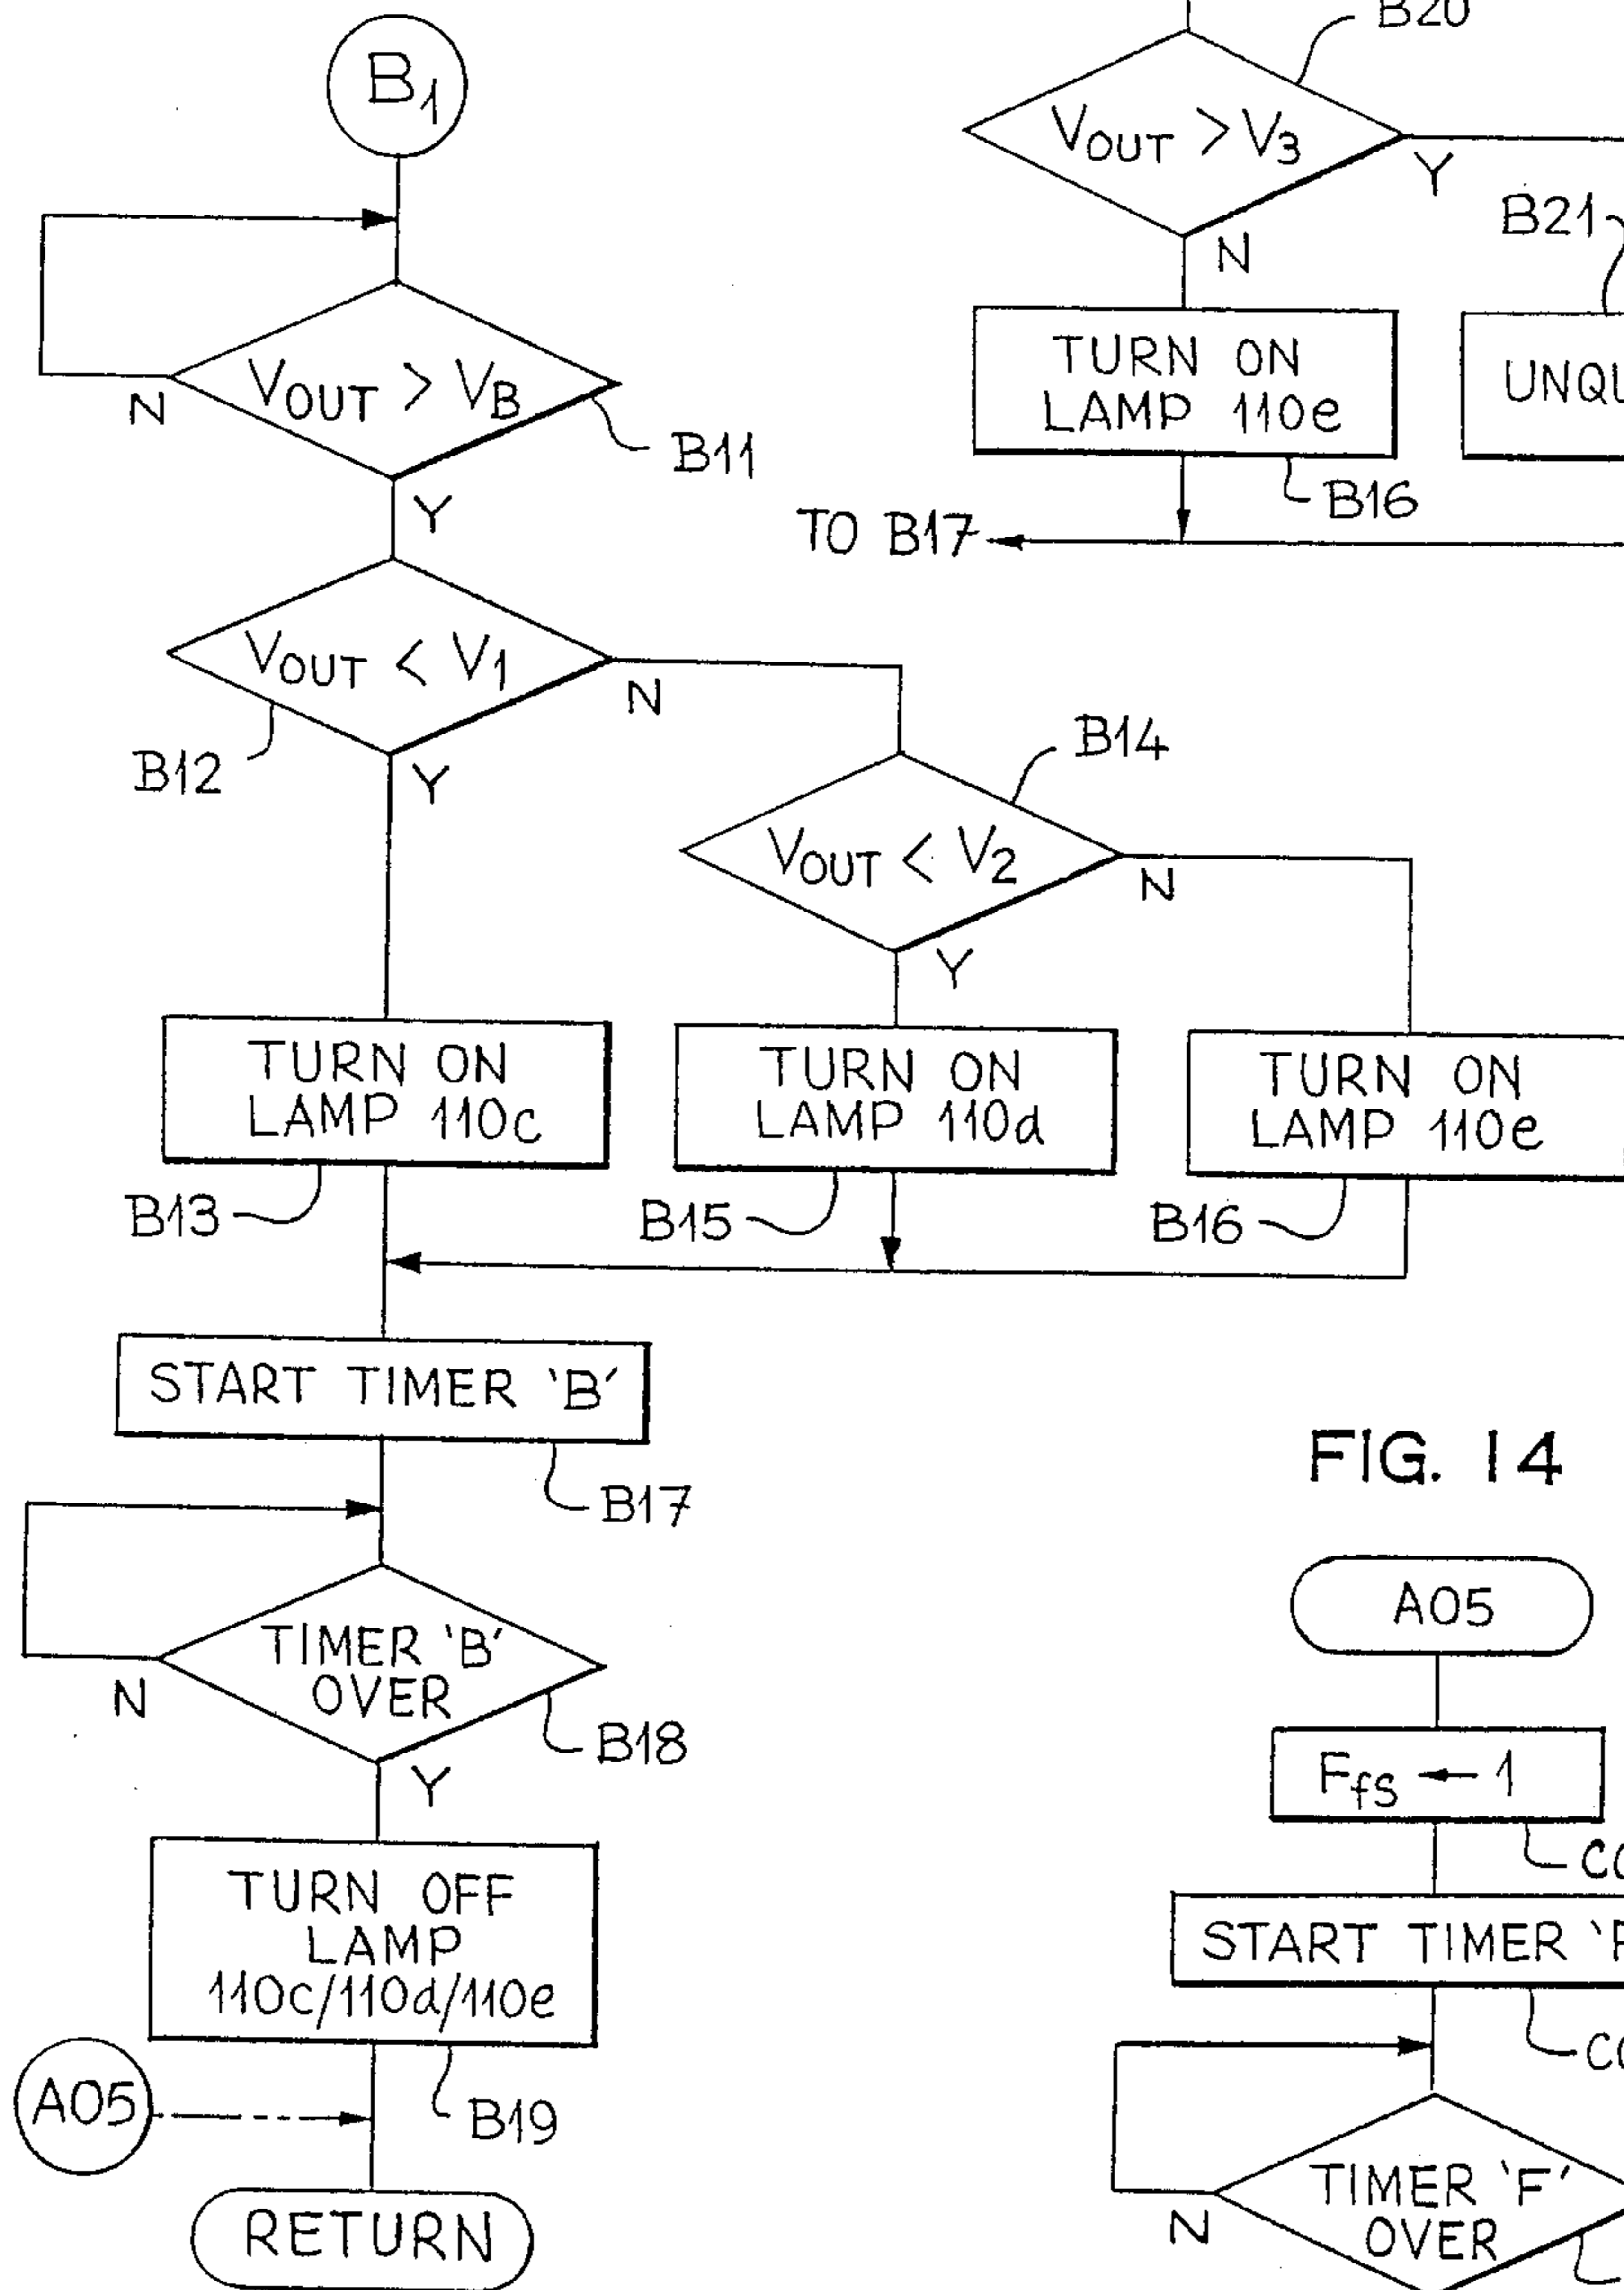 B1
VOUT > VB
N
B11
Y
VOUT < V1
N
B12
Y
B14
VOUT < V2
N
Y
TURN ON
LAMP 110c
B13
TURN ON
LAMP 110d
B15
TURN ON
LAMP 110e
B16
START TIMER 'B'
B17
TIMER 'B'
OVER
N
B18
Y
TURN OFF
LAMP
110c/110d/110e
B19
A05
RETURN
B20
VOUT > V3
Y
N
B21
TURN ON
LAMP 110e
B16
TO B17
FIG. 14
A05
Ffs ← 1
START TIMER
TIMER 'F'
OVER
N